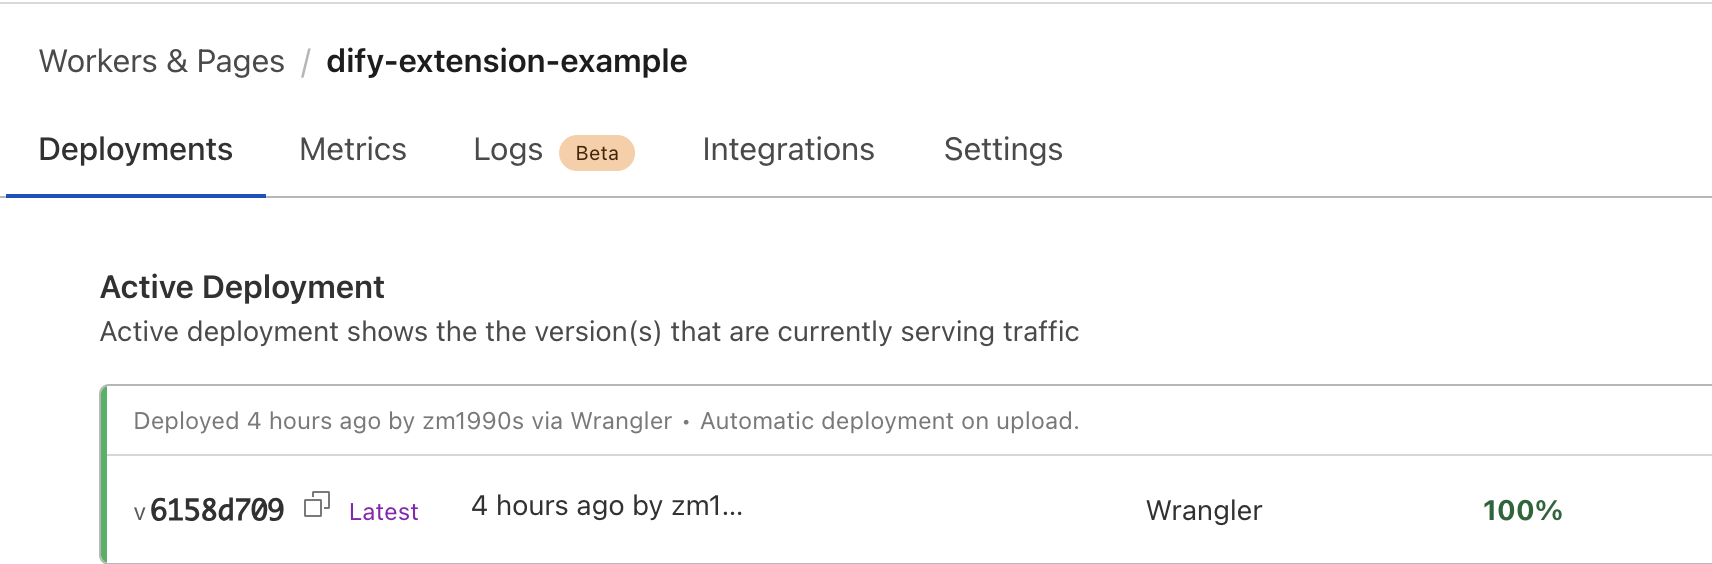 Workers & Pages / dify-extension-example
Deployments Metrics Logs Beta Integrations Settings
Active Deployment
Active deployment shows the the version(s) that are currently serving traffic
Deployed 4 hours ago by zm1990s via Wrangler • Automatic deployment on upload.
v 6158d709 Latest 4 hours ago by zm1... Wrangler 100%